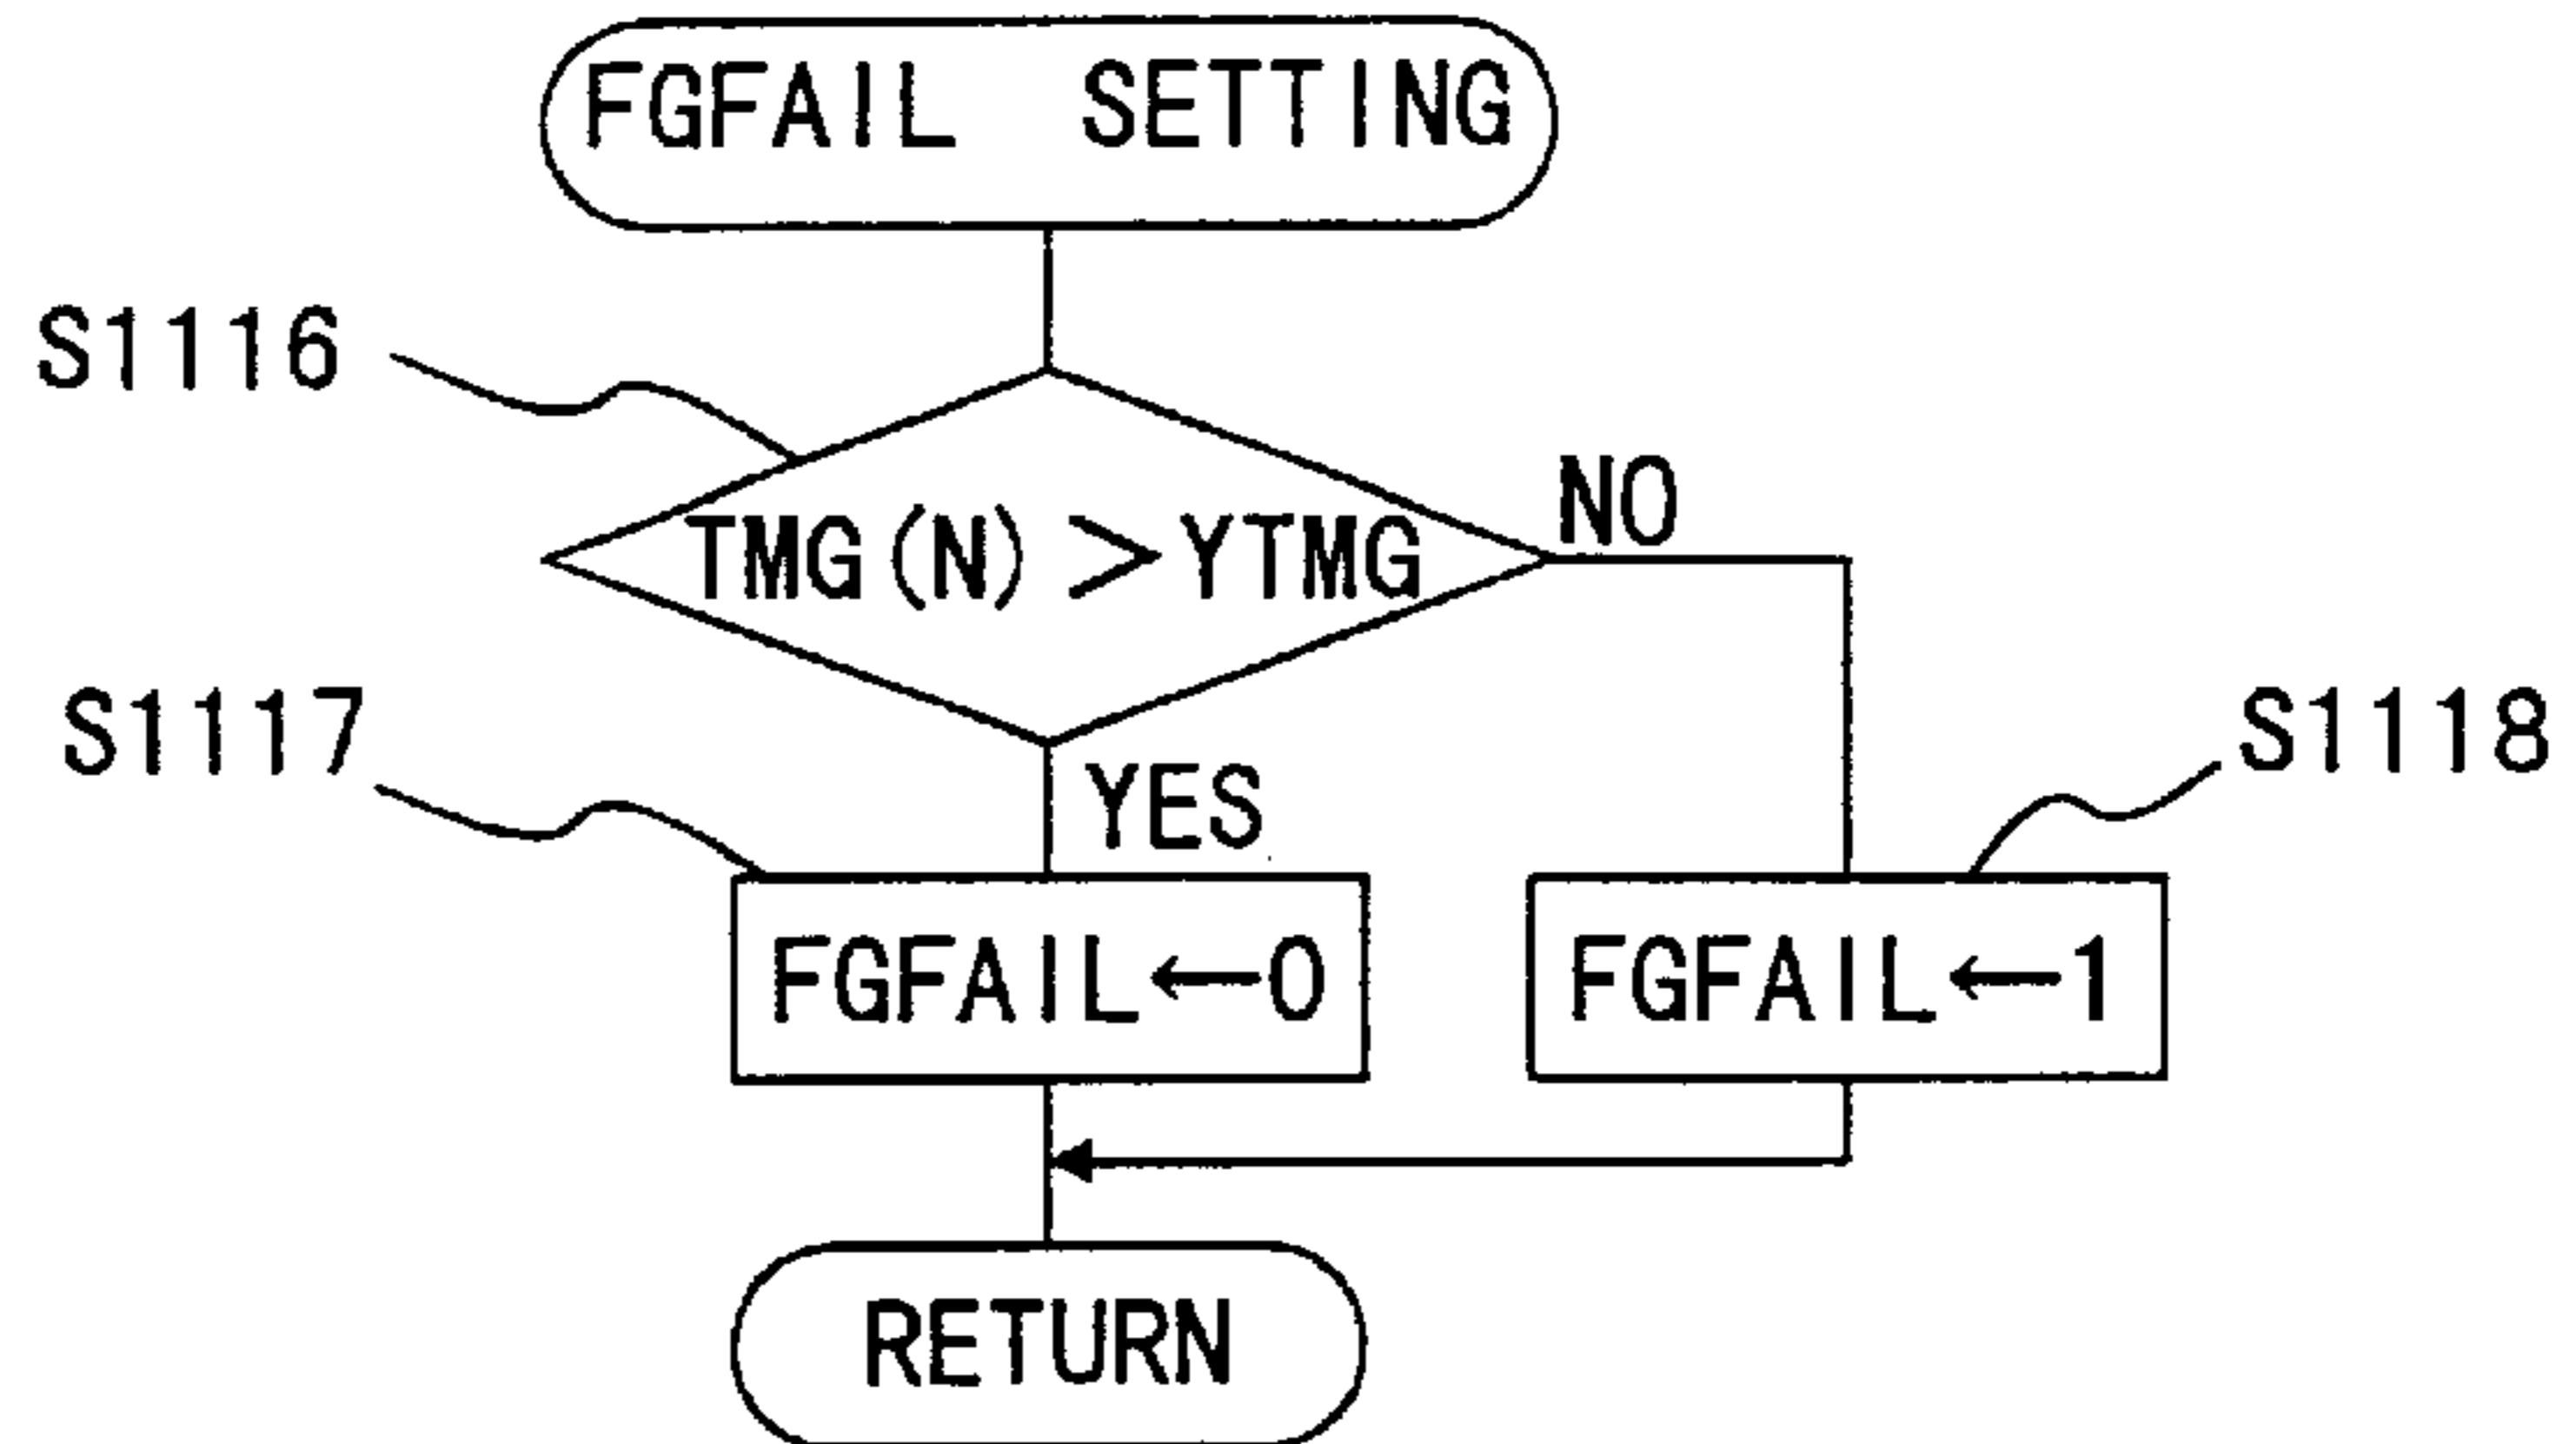 FGFAIL SETTING
S1116
TMG(N)>YTMG
NO
S1117
YES
S1118
FGFAIL←0
FGFAIL←1
RETURN